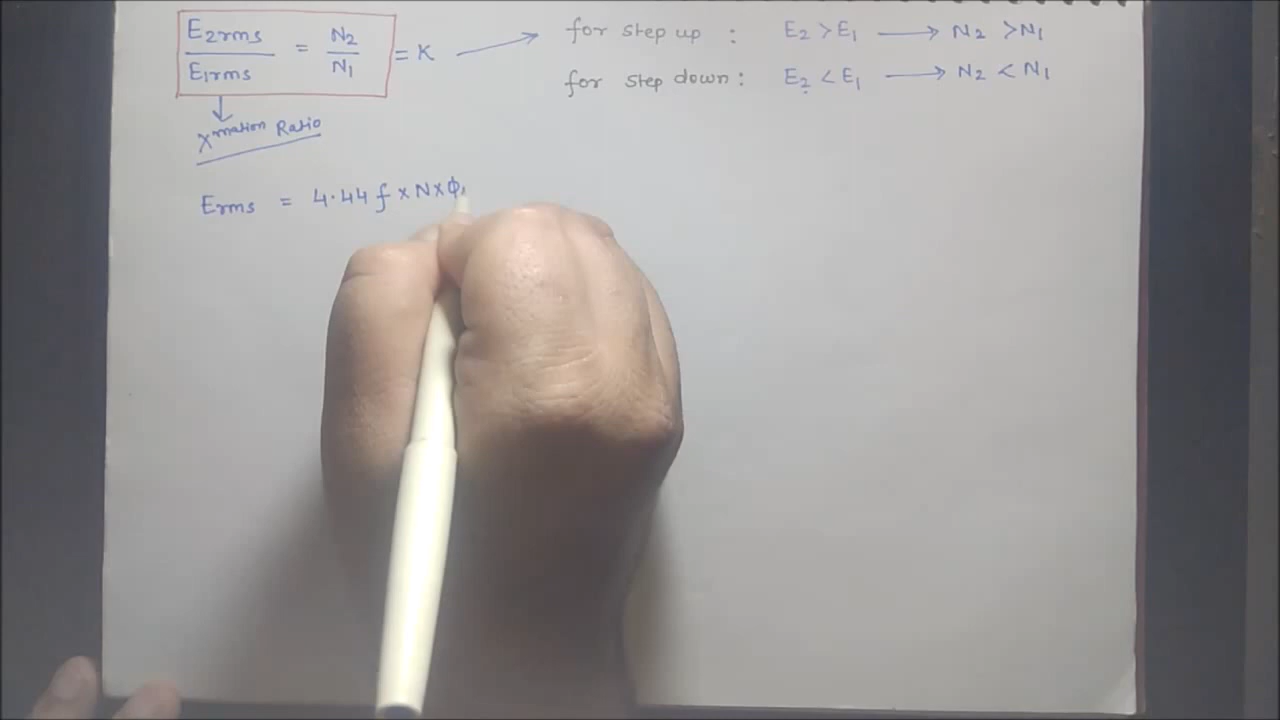 E2rms / E1rms = N2 / N1 = K → for step up : E2 > E1 → N2 > N1
for step down : E2 < E1 → N2 < N1
Xmation Ratio
Erms = 4.44 f × N × Φ